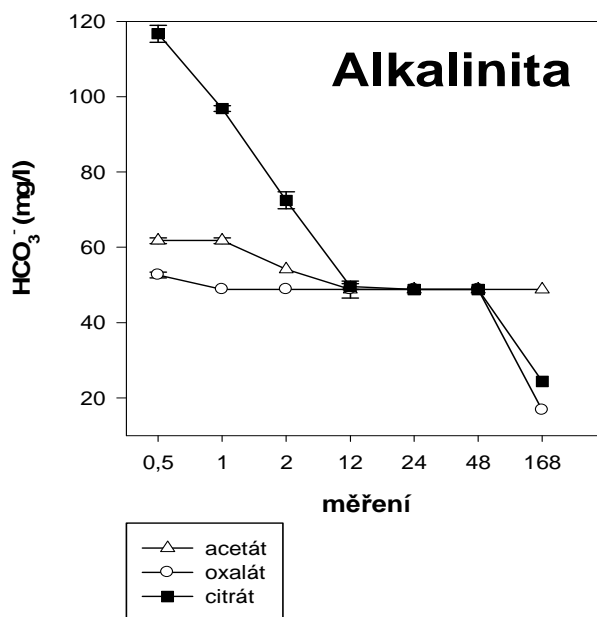 Alkalinita
HCO₃⁻ (mg/l)
120
100
80
60
40
20
0,5 1 2 12 24 48 168
měření
acetát
oxalát
citrát